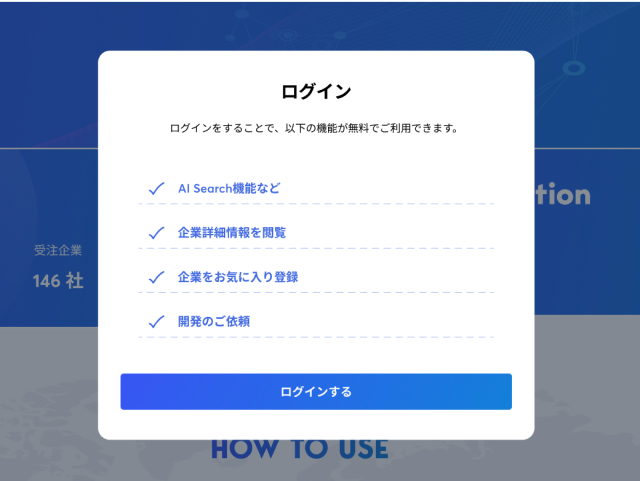 ログイン
ログインをすることで、以下の機能が無料でご利用できます。
AI Search機能など
企業詳細情報を閲覧
企業をお気に入り登録
開発のご依頼
ログインする
tion
受注企業
146 社
HOW TO USE